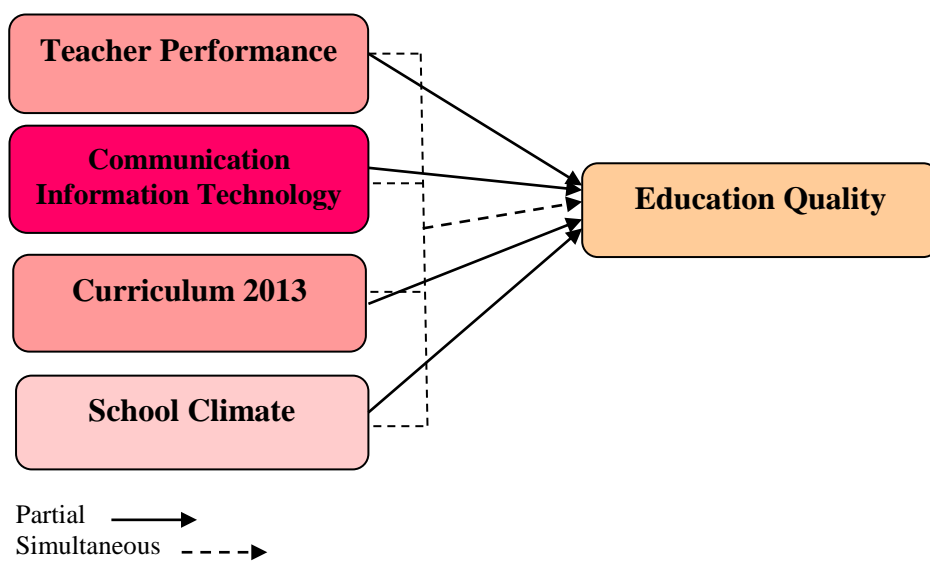 Teacher Performance
Communication
Information Technology
Education Quality
Curriculum 2013
School Climate
Partial
Simultaneous